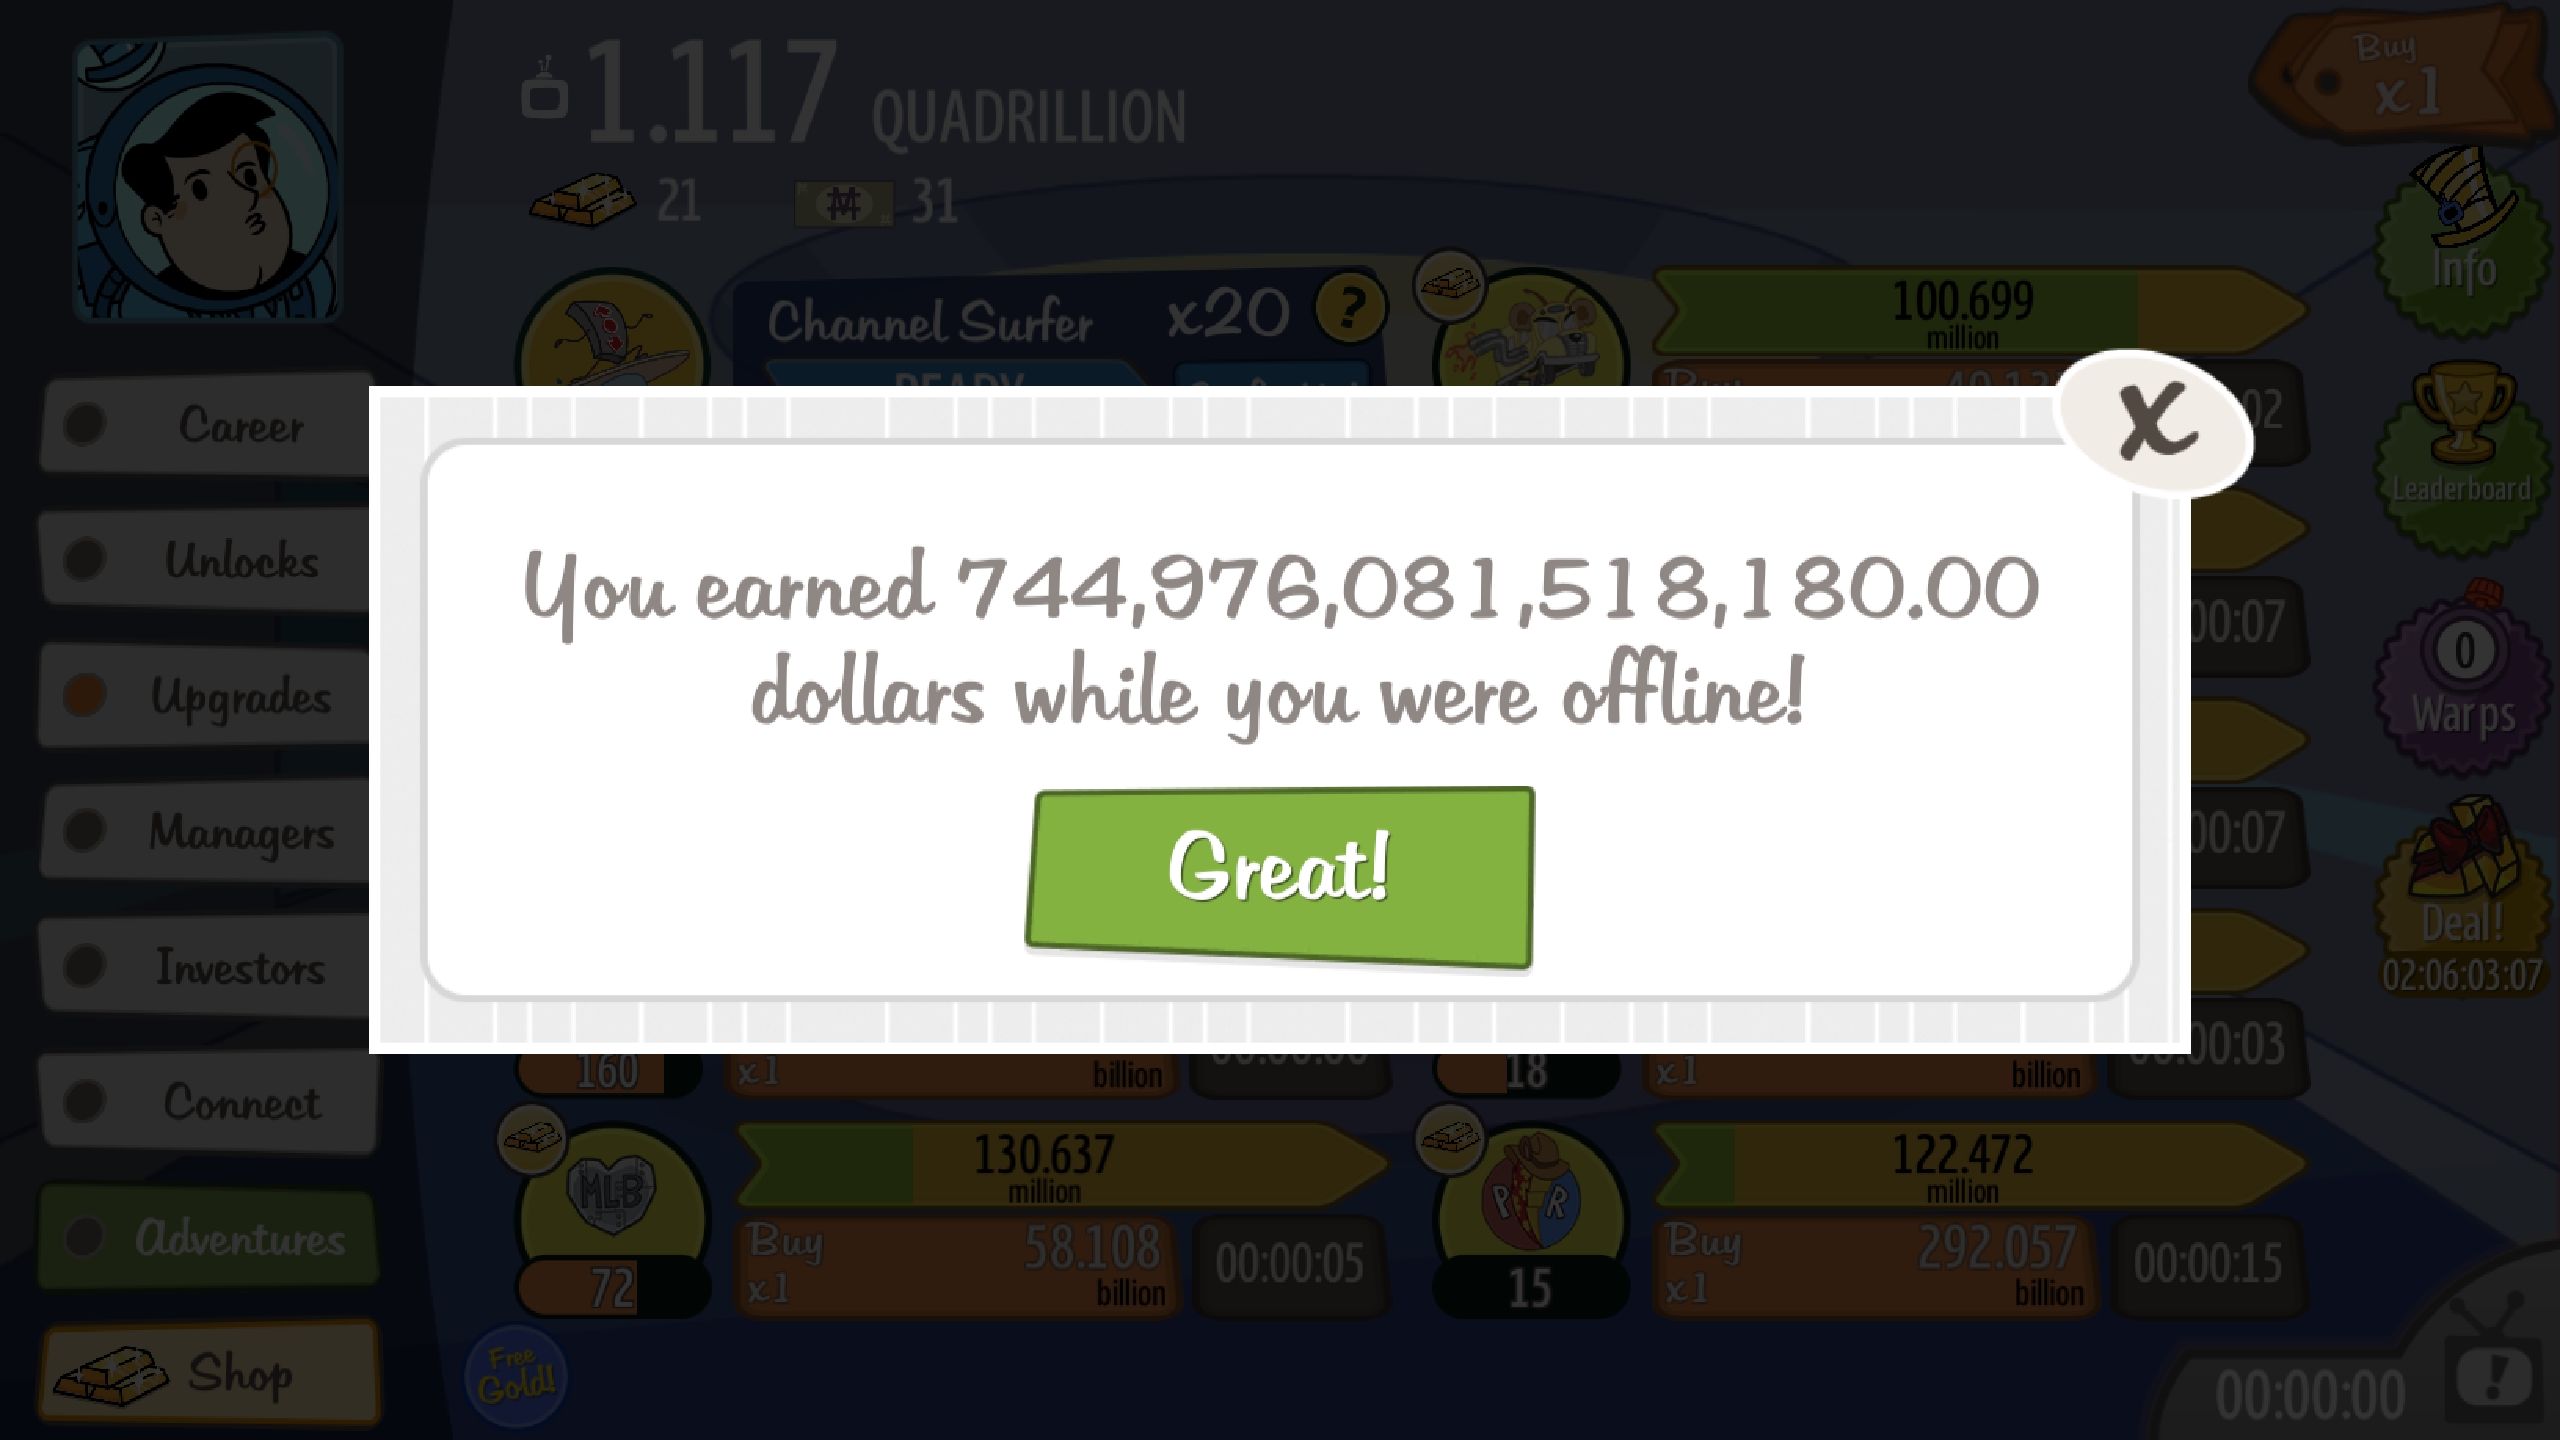 1.117 QUADRILLION
21
31
Buy
x1
Info
Leaderboard
0
Warps
Deal!
02:06:03:07
Career
Unlocks
Upgrades
Managers
Investors
Connect
Adventures
Shop
Channel Surfer x20 ?
READY
100.699
million
You earned 744,976,081,518,180.00
dollars while you were offline!
Great!
X
02
00:07
00:07
00:03
160
x1
billion
18
x1
billion
MLB
130.637
million
72
Buy
x1
58.108
billion
00:00:05
P R
122.472
million
15
Buy
x1
292.057
billion
00:00:15
Free
Gold!
00:00:00
!